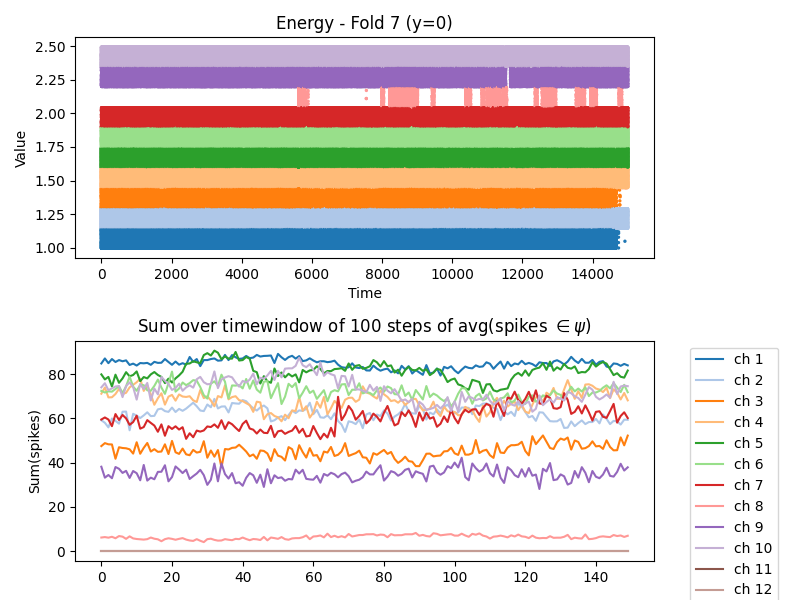 Energy - Fold 7 (y=0)
Value
2.50
2.25
2.00
1.75
1.50
1.25
1.00
0 2000 4000 6000 8000 10000 12000 14000
Time
Sum over timewindow of 100 steps of avg(spikes ∈ ψ)
Sum(spikes)
80
60
40
20
0
0 20 40 60 80 100 120 140
ch 1
ch 2
ch 3
ch 4
ch 5
ch 6
ch 7
ch 8
ch 9
ch 10
ch 11
ch 12